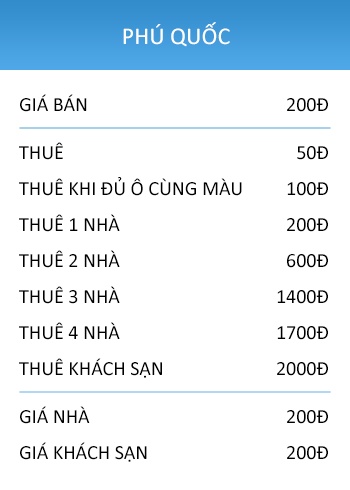 PHÚ QUỐC
GIÁ BÁN 200Đ
THUÊ 50Đ
THUÊ KHI ĐỦ Ô CÙNG MÀU 100Đ
THUÊ 1 NHÀ 200Đ
THUÊ 2 NHÀ 600Đ
THUÊ 3 NHÀ 1400Đ
THUÊ 4 NHÀ 1700Đ
THUÊ KHÁCH SẠN 2000Đ
GIÁ NHÀ 200Đ
GIÁ KHÁCH SẠN 200Đ